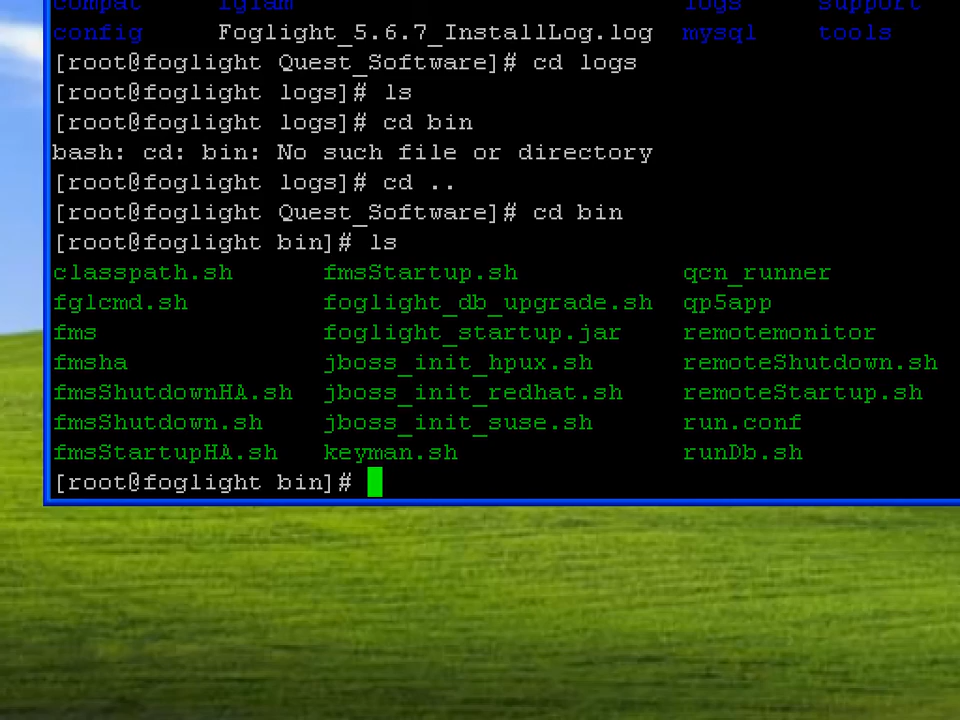 compat fglam logs support
config Foglight_5.6.7_InstallLog.log mysql tools
[root@foglight Quest_Software]# cd logs
[root@foglight logs]# ls
[root@foglight logs]# cd bin
bash: cd: bin: No such file or directory
[root@foglight logs]# cd ..
[root@foglight Quest_Software]# cd bin
[root@foglight bin]# ls
classpath.sh fmsStartup.sh qcn_runner
fglcmd.sh foglight_db_upgrade.sh qp5app
fms foglight_startup.jar remotemonitor
fmsha jboss_init_hpux.sh remoteShutdown.sh
fmsShutdownHA.sh jboss_init_redhat.sh remoteStartup.sh
fmsShutdown.sh jboss_init_suse.sh run.conf
fmsStartupHA.sh keyman.sh runDb.sh
[root@foglight bin]#